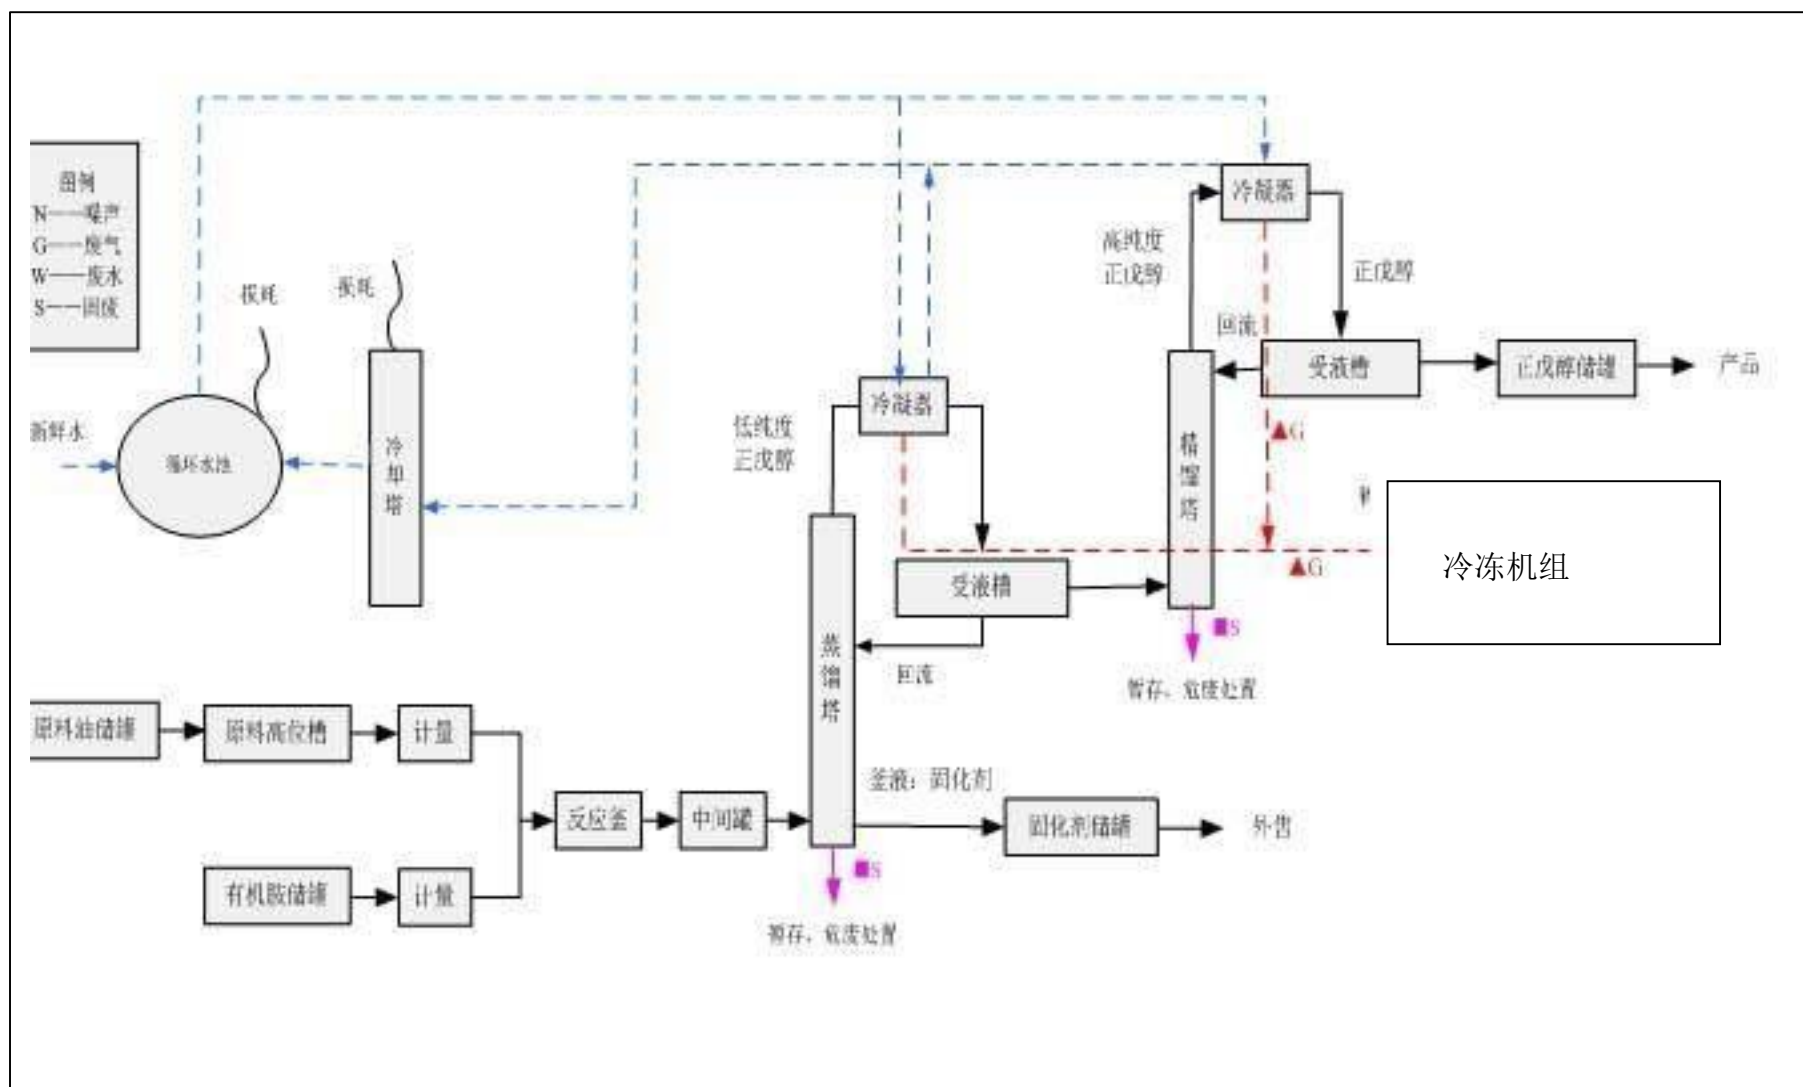 图例
N——噪声
G——废气
W——废水
S——固废
损耗
损耗
新鲜水
循环水池
冷却塔
冷凝器
高纯度
正戊醇
正戊醇
回流
受液槽
正戊醇储罐
产品
冷凝器
低纯度
正戊醇
精馏塔
▲G
▲G
冷冻机组
受液槽
■S
蒸馏塔
回流
暂存、危废处置
原料油储罐
原料高位槽
计量
釜液：固化剂
反应釜
中间罐
固化剂储罐
外售
有机胺储罐
计量
■S
暂存、危废处置